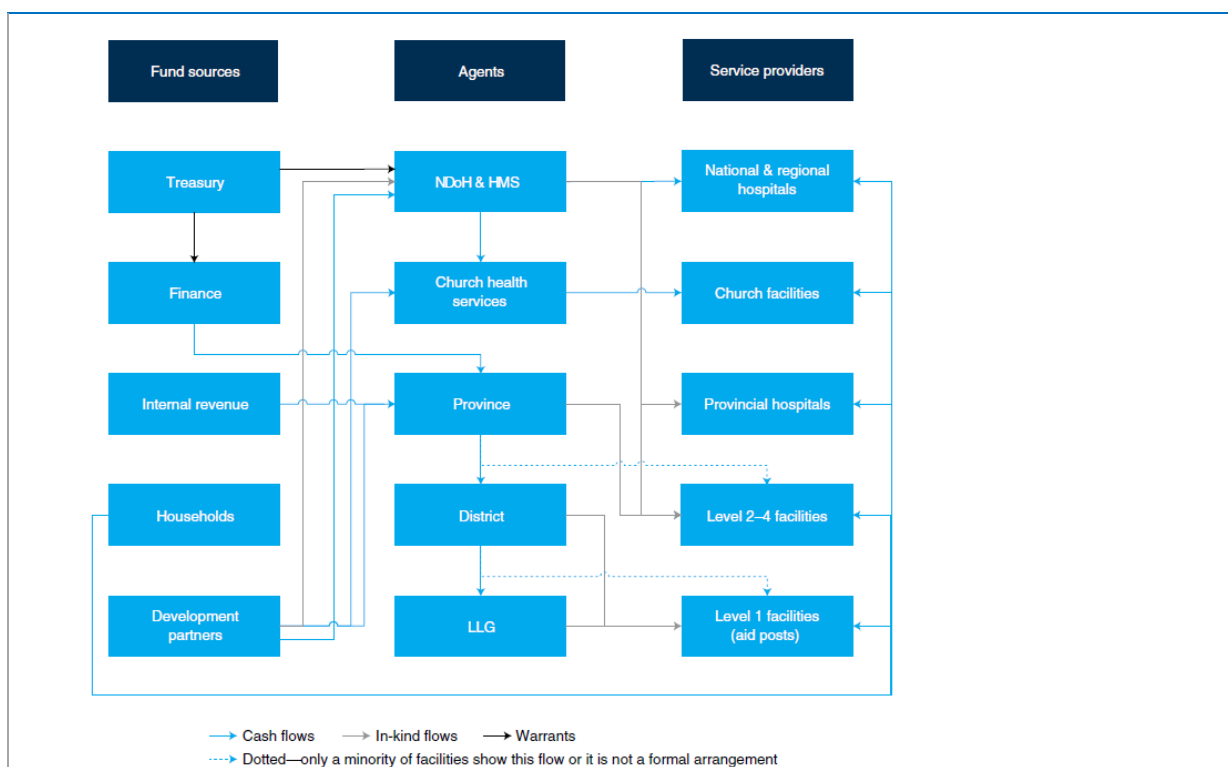 Fund sources
Agents
Service providers
Treasury
NDoH & HMS
National & regional
hospitals
Finance
Church health
services
Church facilities
Internal revenue
Province
Provincial hospitals
Households
District
Level 2–4 facilities
Development
partners
LLG
Level 1 facilities
(aid posts)
Cash flows
In-kind flows
Warrants
Dotted—only a minority of facilities show this flow or it is not a formal arrangement